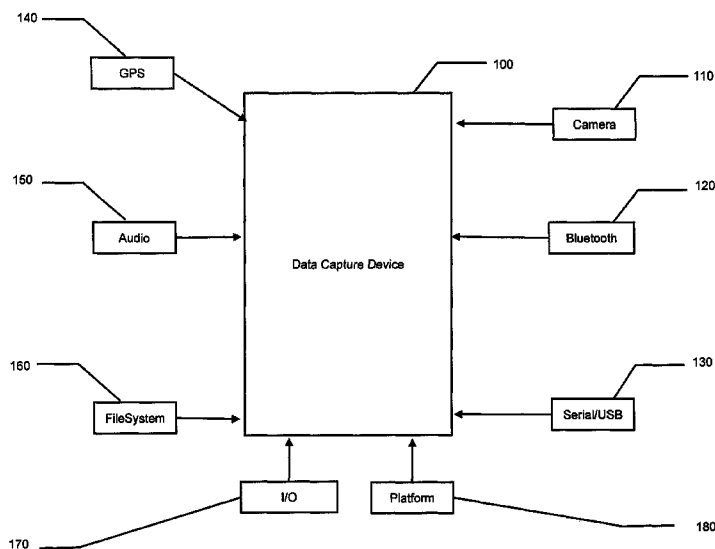 140
GPS
100
110
Camera
150
Audio
120
Bluetooth
Data Capture Device
160
FileSystem
130
Serial/USB
I/O
Platform
170
180